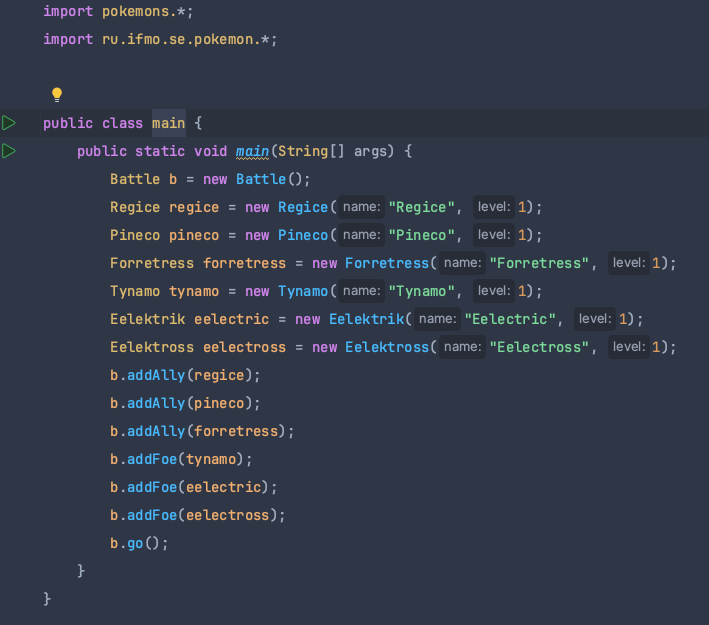 import pokemons.*;
import ru.ifmo.se.pokemon.*;
public class main {
public static void main(String[] args) {
Battle b = new Battle();
Regice regice = new Regice( name: "Regice", level: 1);
Pineco pineco = new Pineco( name: "Pineco", level: 1);
Forretress forretress = new Forretress( name: "Forretress", level: 1);
Tynamo tynamo = new Tynamo( name: "Tynamo", level: 1);
Eelektrik eelectric = new Eelektrik( name: "Eelectric", level: 1);
Eelektross eelectross = new Eelektross( name: "Eelectross", level: 1);
b.addAlly(regice);
b.addAlly(pineco);
b.addAlly(forretress);
b.addFoe(tynamo);
b.addFoe(eelectric);
b.addFoe(eelectross);
b.go();
}
}